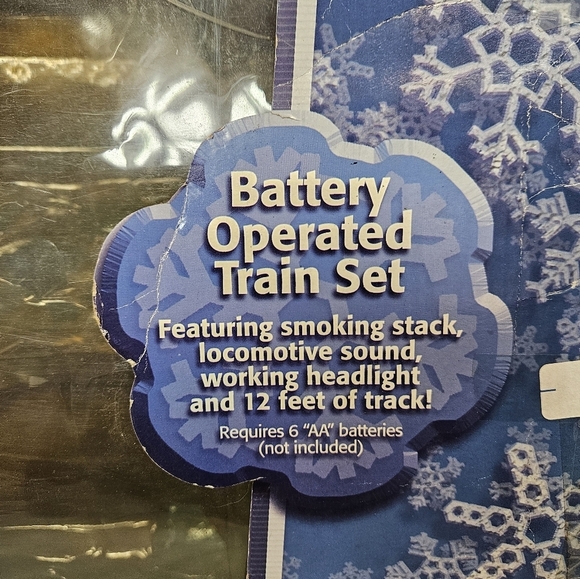 Battery
Operated
Train Set
Featuring smoking stack,
locomotive sound,
working headlight
and 12 feet of track!
Requires 6 "AA" batteries
(not included)